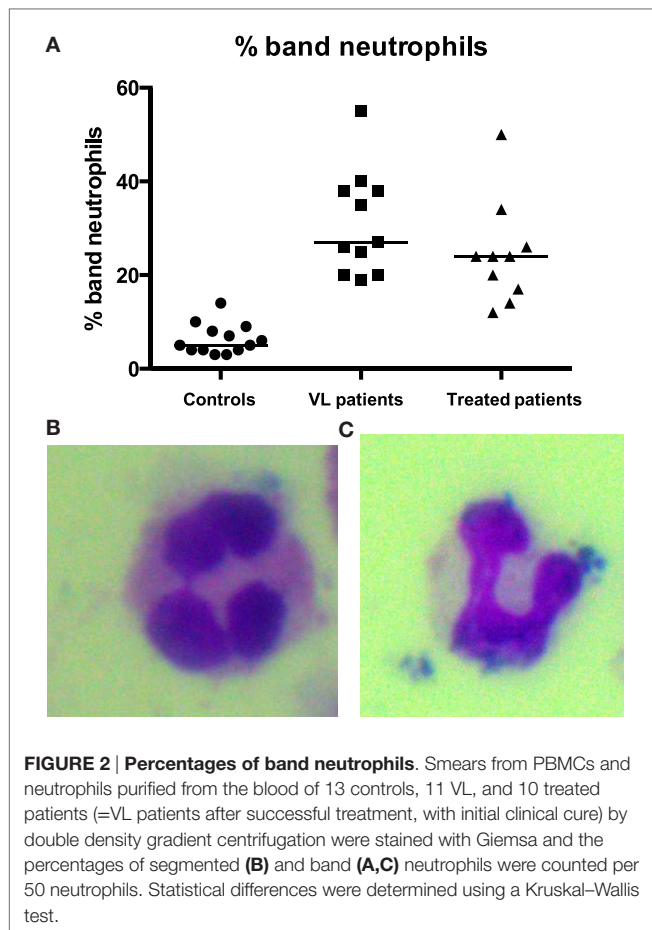 A
% band neutrophils
60
40
20
0
% band neutrophils
Controls
VL patients
Treated patients
B
C
FIGURE 2 | Percentages of band neutrophils. Smears from PBMCs and
neutrophils purified from the blood of 13 controls, 11 VL, and 10 treated
patients (=VL patients after successful treatment, with initial clinical cure) by
double density gradient centrifugation were stained with Giemsa and the
percentages of segmented (B) and band (A,C) neutrophils were counted per
50 neutrophils. Statistical differences were determined using a Kruskal–Wallis
test.